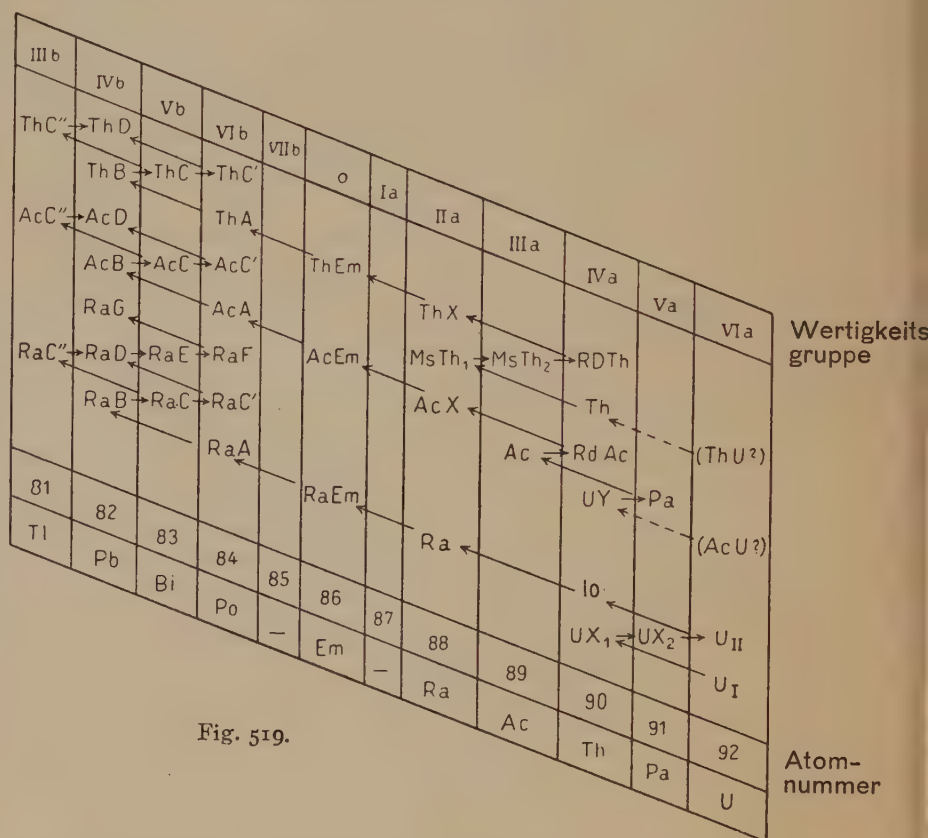 IIIb IVb Vb VIb VIIb 0 Ia IIa IIIa IVa Va VIa
Wertigkeits
gruppe
ThC″→ThD
ThB→ThC→ThC′
ThA
AcC″→AcD
ThEm
AcB→AcC→AcC′
ThX
RaG AcA
RaC″→RaD→RaE→RaF AcEm MsTh₁→MsTh₂→RDTh
RaB→RaC→RaC′ AcX Th
RaA Ac→RdAc (ThU?)
RaEm UY→Pa
Ra (AcU?)
Io
UX₁→UX₂→U_II
U_I
81 82 83 84 85 86 87 88 89 90 91 92
Tl Pb Bi Po — Em — Ra Ac Th Pa U
Atom-
nummer
Fig. 519.